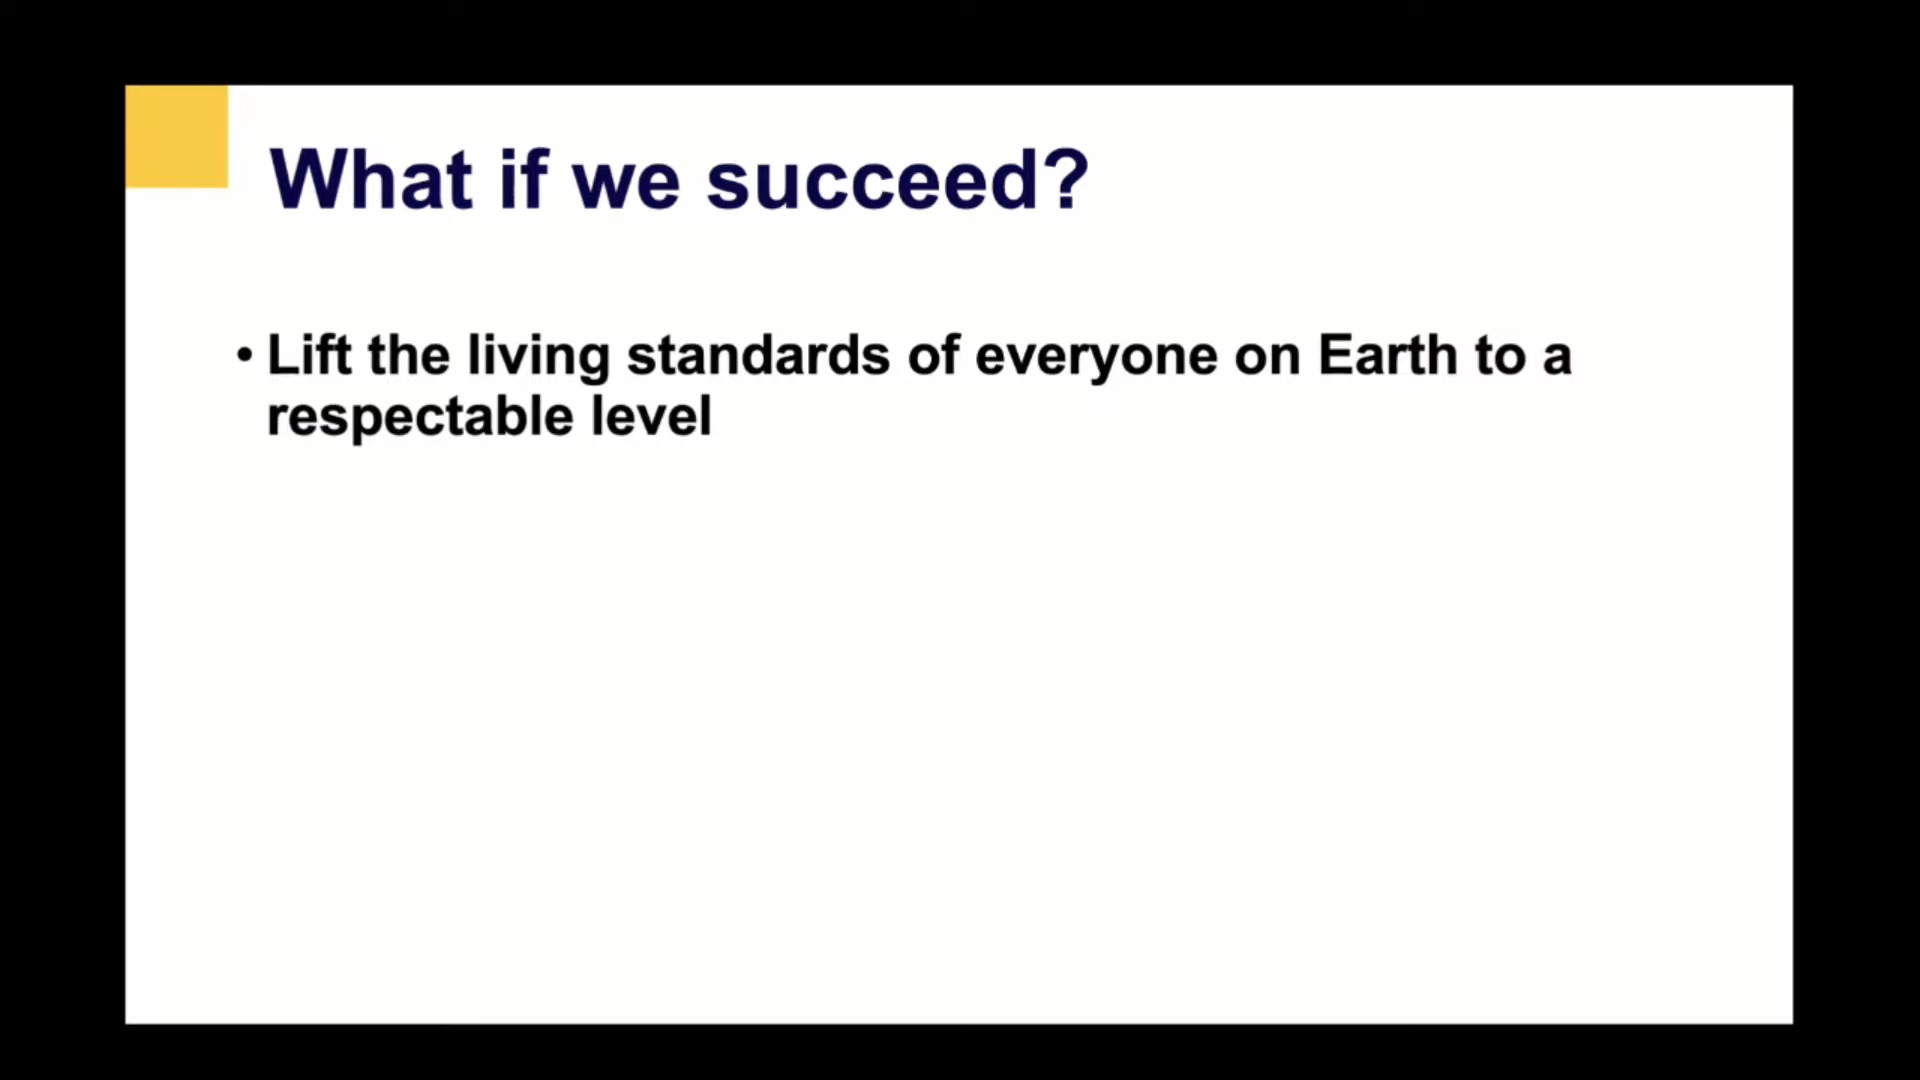 What if we succeed?
• Lift the living standards of everyone on Earth to a
respectable level